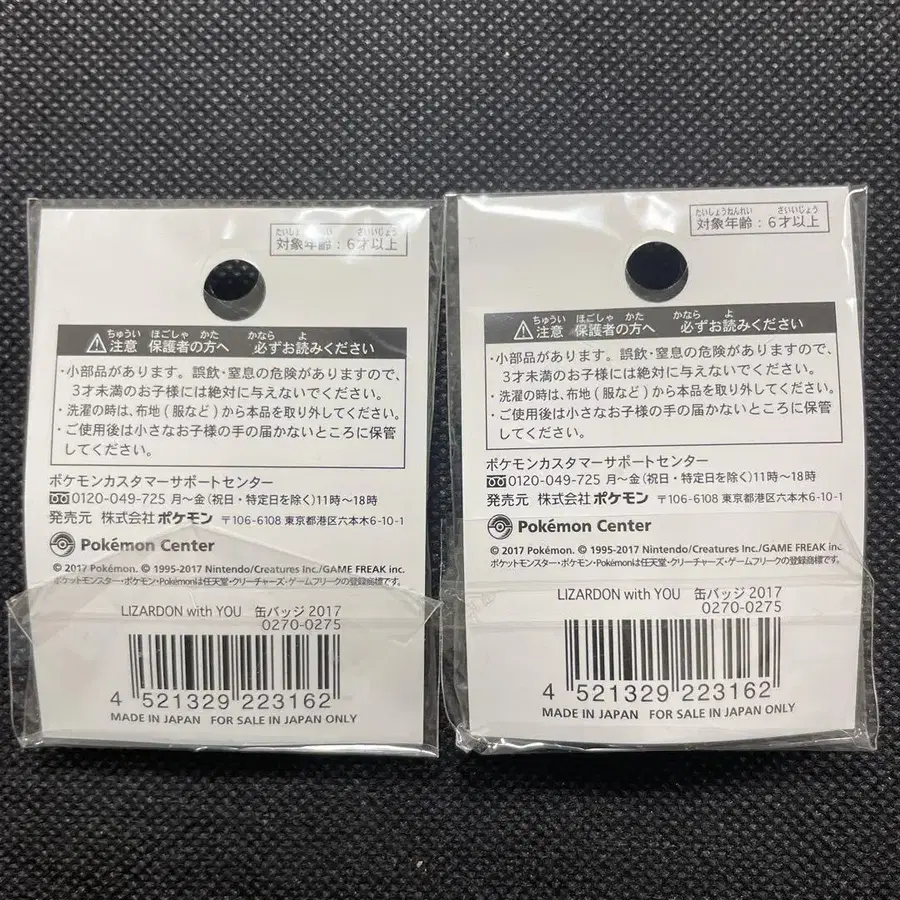 たいしょうねんれい さいいじょう
対象年齢：6才以上
ちゅうい ほごしゃ かた かなら よ
注意 保護者の方へ 必ずお読みください
・小部品があります。誤飲・窒息の危険がありますので、
3才未満のお子様には絶対に与えないでください。
・洗濯の時は、布地(服など)から本品を取り外してください。
・ご使用後は小さなお子様の手の届かないところに保管
してください。
ポケモンカスタマーサポートセンター
0120-049-725 月～金(祝日・特定日を除く)11時～18時
発売元 株式会社ポケモン 〒106-6108 東京都港区六本木6-10-1
Pokémon Center
© 2017 Pokémon. © 1995-2017 Nintendo/Creatures Inc./GAME FREAK inc.
ポケットモンスター・ポケモン・Pokémonは任天堂・クリーチャーズ・ゲームフリークの登録商標です。
LIZARDON with YOU 缶バッジ 2017
0270-0275
4 521329 223162
MADE IN JAPAN FOR SALE IN JAPAN ONLY
たいしょうねんれい さいいじょう
対象年齢：6才以上
ちゅうい ほごしゃ かた かなら よ
注意 保護者の方へ 必ずお読みください
・小部品があります。誤飲・窒息の危険がありますので、
3才未満のお子様には絶対に与えないでください。
・洗濯の時は、布地(服など)から本品を取り外してください。
・ご使用後は小さなお子様の手の届かないところに保管
してください。
ポケモンカスタマーサポートセンター
0120-049-725 月～金(祝日・特定日を除く)11時～18時
発売元 株式会社ポケモン 〒106-6108 東京都港区六本木6-10-1
Pokémon Center
© 2017 Pokémon. © 1995-2017 Nintendo/Creatures Inc./GAME FREAK inc
ポケットモンスター・ポケモン・Pokémonは任天堂・クリーチャーズ・ゲームフリークの登録商標です。
LIZARDON with YOU 缶バッジ 2017
0270-0275
4 521329 223162
MADE IN JAPAN FOR SALE IN JAPAN ONLY